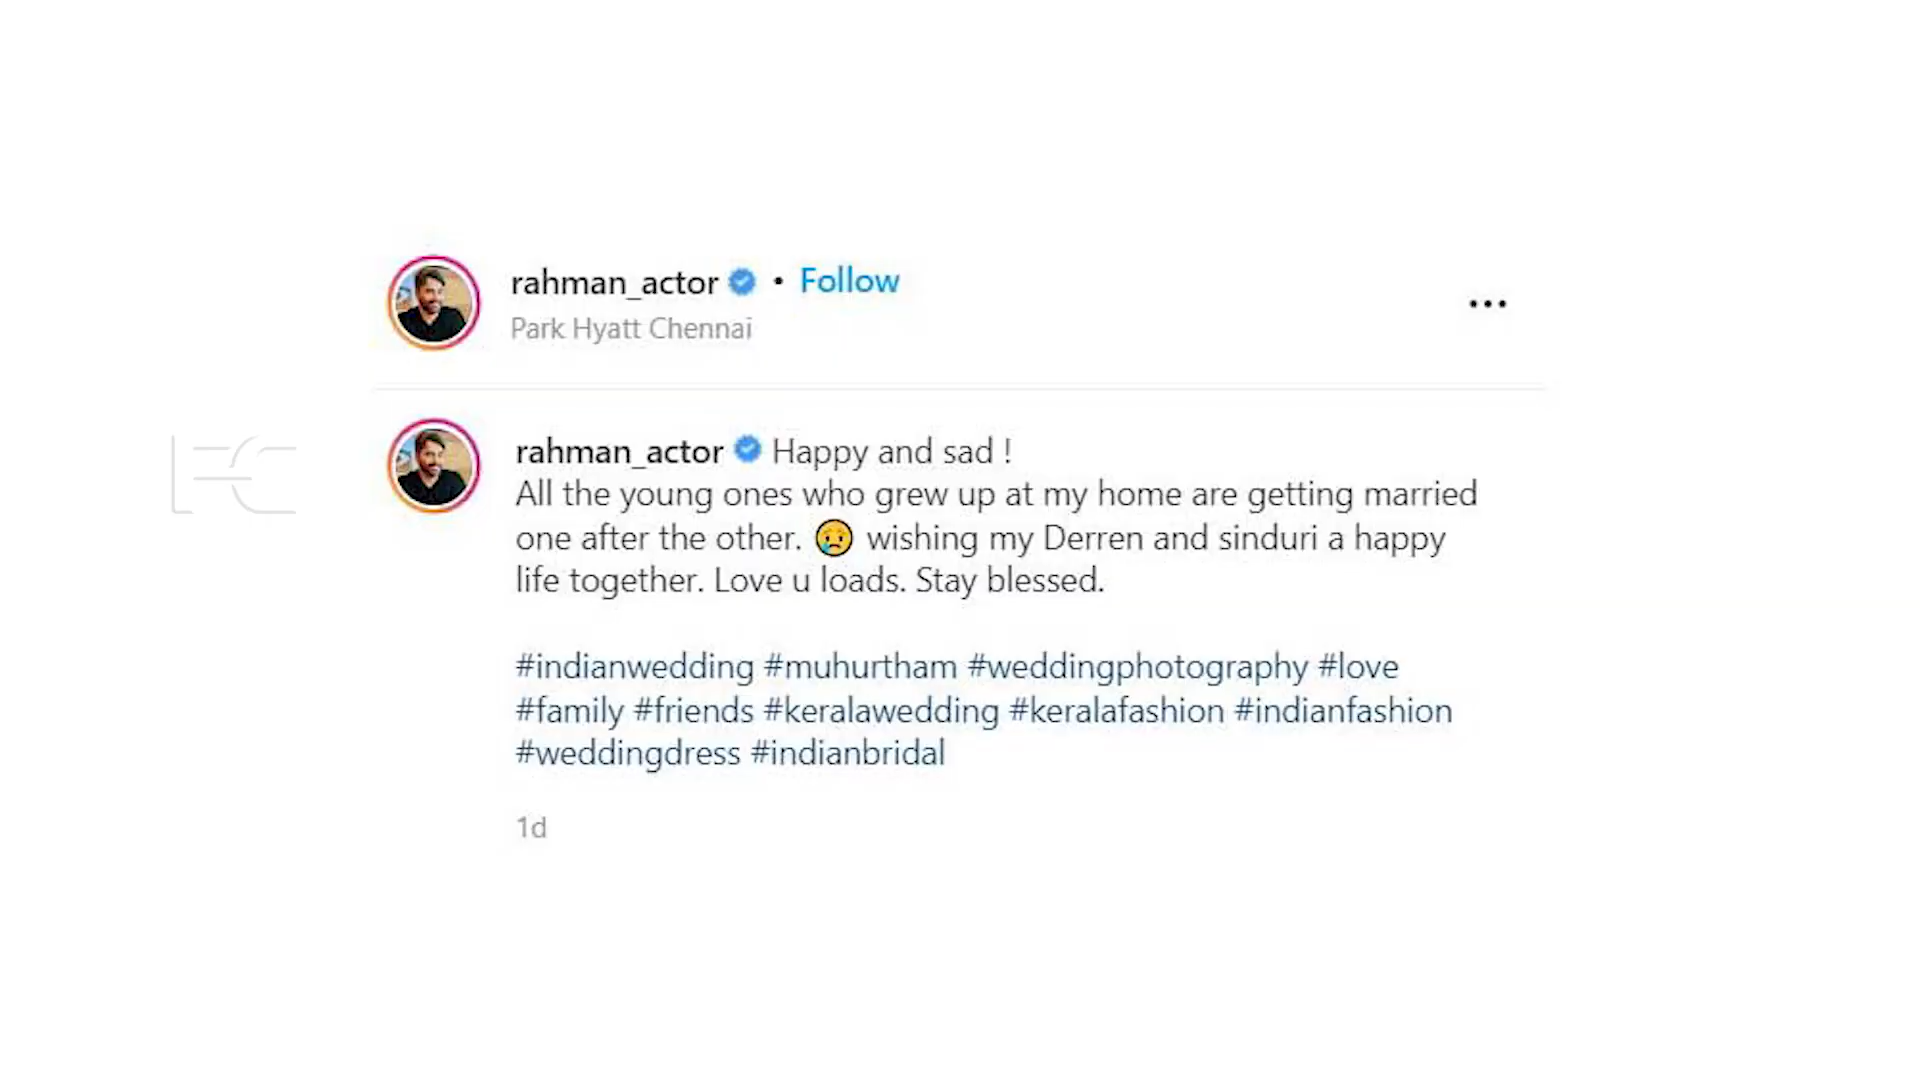 rahman_actor • Follow
Park Hyatt Chennai
rahman_actor Happy and sad !
All the young ones who grew up at my home are getting married
one after the other. 😢 wishing my Derren and sinduri a happy
life together. Love u loads. Stay blessed.
#indianwedding #muhurtham #weddingphotography #love
#family #friends #keralawedding #keralafashion #indianfashion
#weddingdress #indianbridal
1d